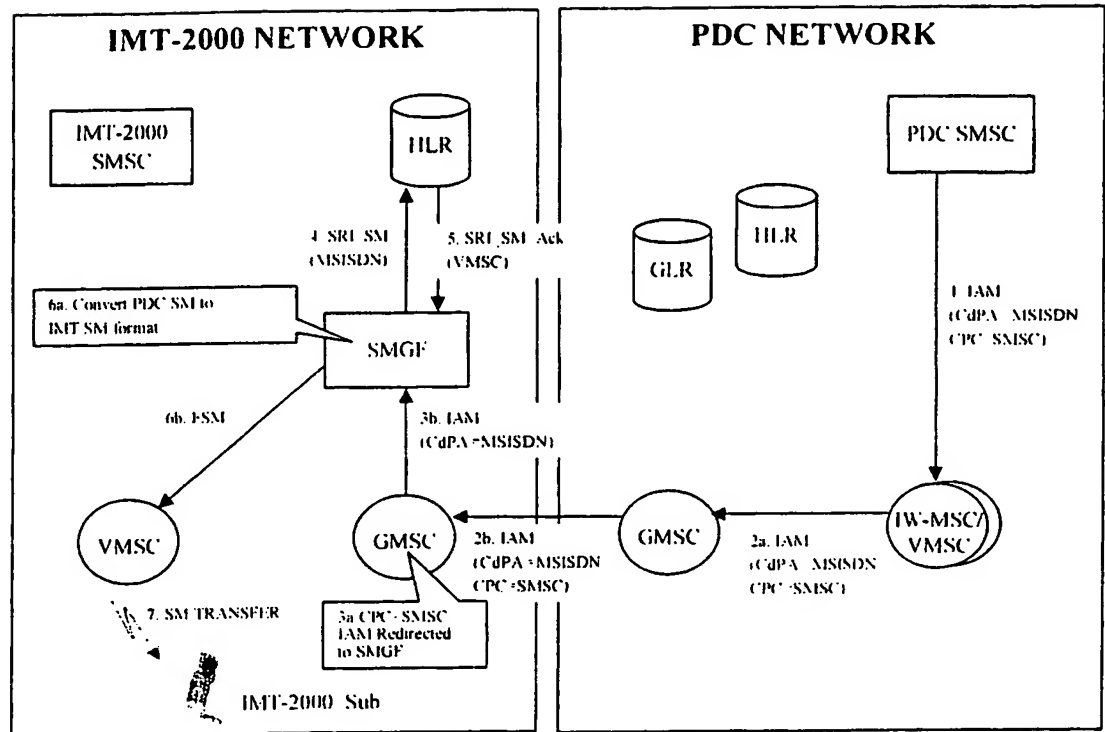 IMT-2000 NETWORK
IMT-2000
SMSC
HLR
4. SRI_SM
(MSISDN)
5. SRI_SM_Ack
(VMSC)
6a. Convert PDC SM to
IMT SM format
SMGF
6b. FSM
3b. IAM
(CdPA=MSISDN)
VMSC
GMSC
2b. IAM
(CdPA=MSISDN
CPC=SMSC)
3a CPC=SMSC
IAM Redirected
to SMGF
7. SM TRANSFER
IMT-2000 Sub
PDC NETWORK
PDC SMSC
HLR
GLR
1. IAM
(CdPA=MSISDN
CPC=SMSC)
GMSC
2a. IAM
(CdPA=MSISDN
CPC=SMSC)
IW-MSC/
VMSC